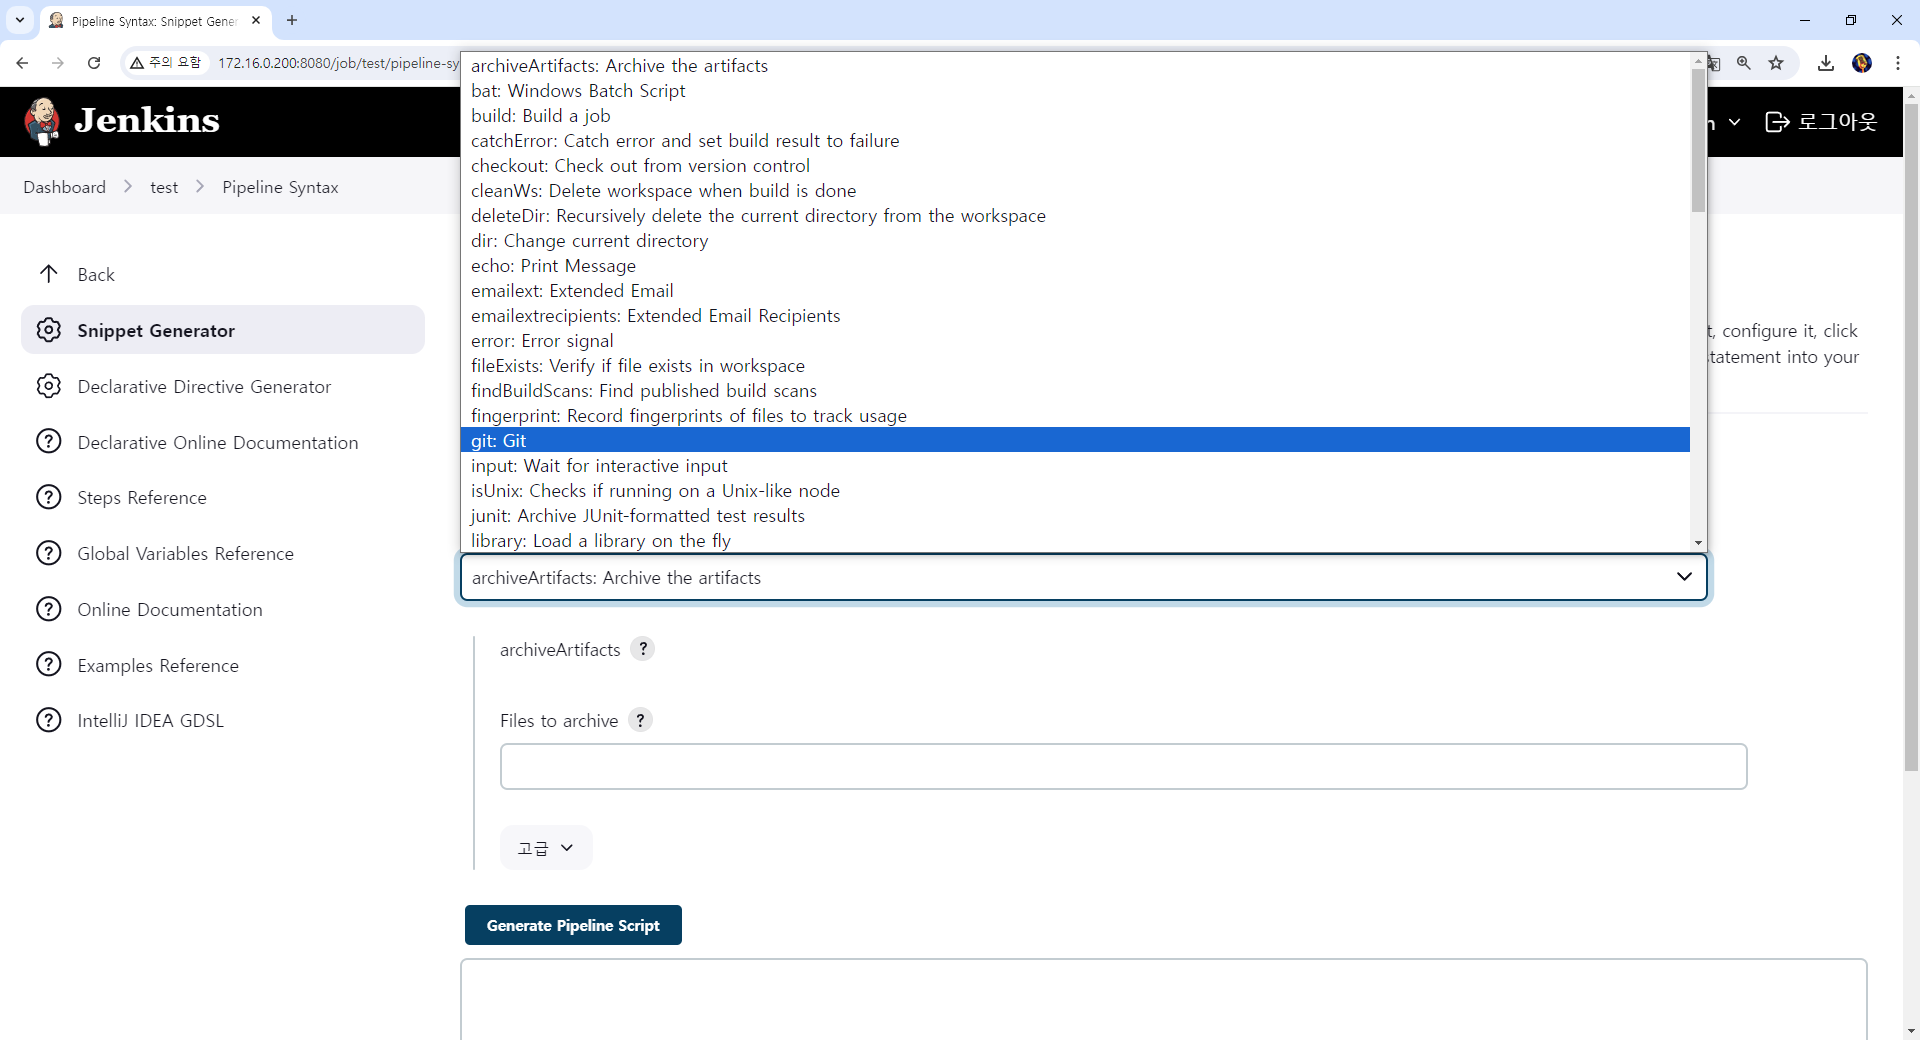 Pipeline Syntax: Snippet Gener
주의 요함
172.16.0.200:8080/job/test/pipeline-sy
Jenkins
로그아웃
Dashboard
test
Pipeline Syntax
Back
Snippet Generator
Declarative Directive Generator
Declarative Online Documentation
Steps Reference
Global Variables Reference
Online Documentation
Examples Reference
IntelliJ IDEA GDSL
archiveArtifacts: Archive the artifacts
bat: Windows Batch Script
build: Build a job
catchError: Catch error and set build result to failure
checkout: Check out from version control
cleanWs: Delete workspace when build is done
deleteDir: Recursively delete the current directory from the workspace
dir: Change current directory
echo: Print Message
emailext: Extended Email
emailextrecipients: Extended Email Recipients
error: Error signal
fileExists: Verify if file exists in workspace
findBuildScans: Find published build scans
fingerprint: Record fingerprints of files to track usage
git: Git
input: Wait for interactive input
isUnix: Checks if running on a Unix-like node
junit: Archive JUnit-formatted test results
library: Load a library on the fly
t, configure it, click
statement into your
archiveArtifacts: Archive the artifacts
archiveArtifacts ?
Files to archive ?
고급
Generate Pipeline Script